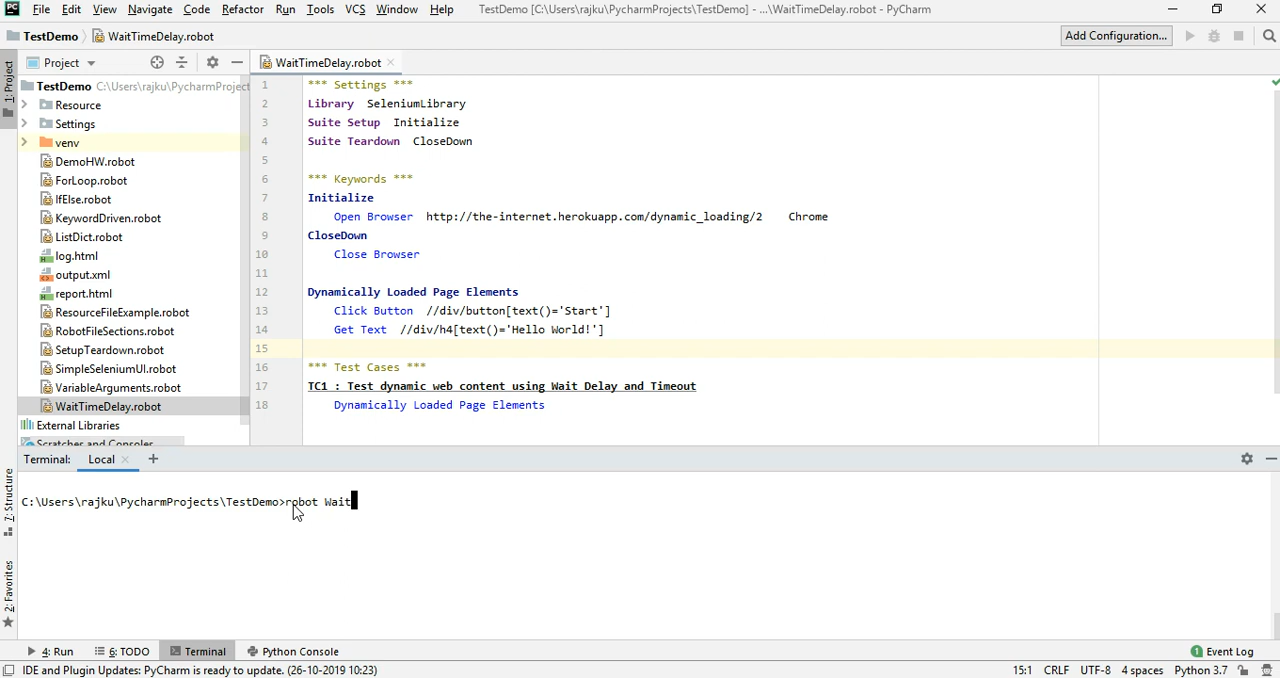 File Edit View Navigate Code Refactor Run Tools VCS Window Help TestDemo [C:\Users\rajku\PycharmProjects\TestDemo] - ...\WaitTimeDelay.robot - PyCharm
TestDemo WaitTimeDelay.robot Add Configuration...
1: Project
Project
WaitTimeDelay.robot
TestDemo C:\Users\rajku\PycharmProject
Resource
Settings
venv
DemoHW.robot
ForLoop.robot
IfElse.robot
KeywordDriven.robot
ListDict.robot
log.html
output.xml
report.html
ResourceFileExample.robot
RobotFileSections.robot
SetupTeardown.robot
SimpleSeleniumUI.robot
VariableArguments.robot
WaitTimeDelay.robot
External Libraries
Scratches and Consoles
1 *** Settings ***
2 Library SeleniumLibrary
3 Suite Setup Initialize
4 Suite Teardown CloseDown
5
6 *** Keywords ***
7 Initialize
8 Open Browser http://the-internet.herokuapp.com/dynamic_loading/2 Chrome
9 CloseDown
10 Close Browser
11
12 Dynamically Loaded Page Elements
13 Click Button //div/button[text()='Start']
14 Get Text //div/h4[text()='Hello World!']
15
16 *** Test Cases ***
17 TC1 : Test dynamic web content using Wait Delay and Timeout
18 Dynamically Loaded Page Elements
Terminal: Local +
C:\Users\rajku\PycharmProjects\TestDemo>robot Wait
7: Structure
2: Favorites
4: Run 6: TODO Terminal Python Console 1 Event Log
IDE and Plugin Updates: PyCharm is ready to update. (26-10-2019 10:23) 15:1 CRLF UTF-8 4 spaces Python 3.7